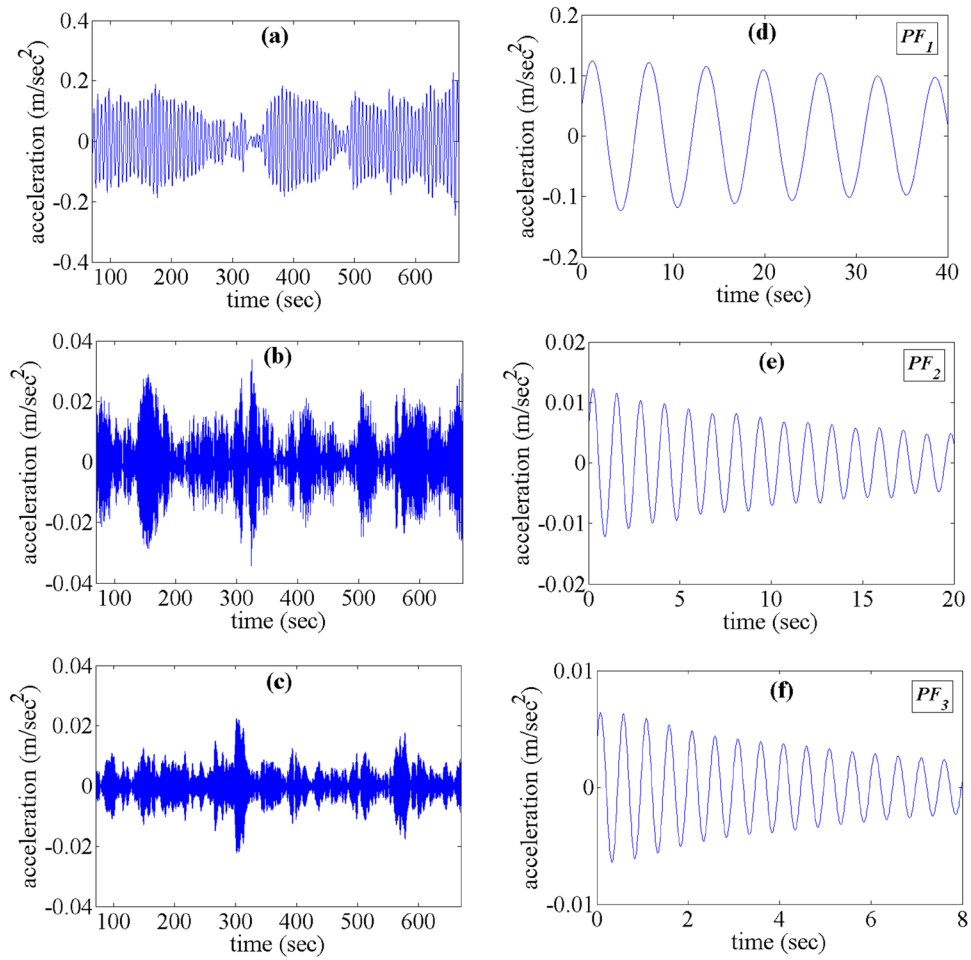 (a)
acceleration (m/sec²)
0.4
0.2
0
-0.2
-0.4
100 200 300 400 500 600
time (sec)
(d)
PF₁
acceleration (m/sec²)
0.2
0.1
0
-0.1
-0.2
0 10 20 30 40
time (sec)
(b)
acceleration (m/sec²)
0.04
0.02
0
-0.02
-0.04
100 200 300 400 500 600
time (sec)
(e)
PF₂
acceleration (m/sec²)
0.02
0.01
0
-0.01
-0.02
0 5 10 15 20
time (sec)
(c)
acceleration (m/sec²)
0.04
0.02
0
-0.02
-0.04
100 200 300 400 500 600
time (sec)
(f)
PF₃
acceleration (m/sec²)
0.01
0
-0.01
0 2 4 6 8
time (sec)